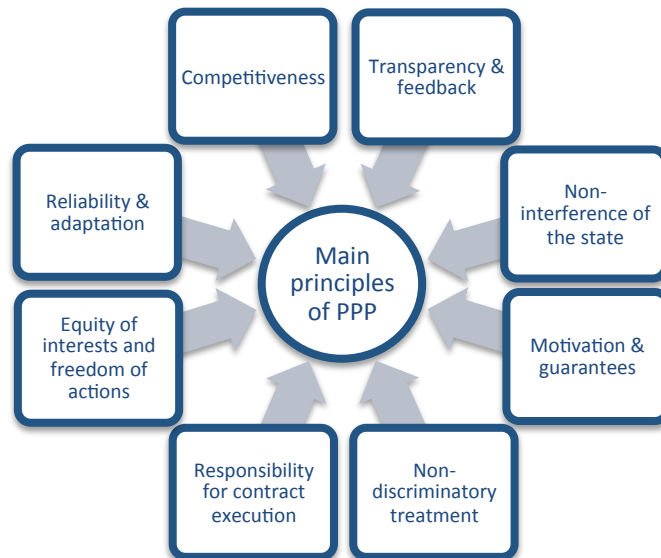 Competitiveness
Transparency &
feedback
Reliability &
adaptation
Non-
interference of
the state
Main
principles
of PPP
Equity of
interests and
freedom of
actions
Motivation &
guarantees
Responsibility
for contract
execution
Non-
discriminatory
treatment